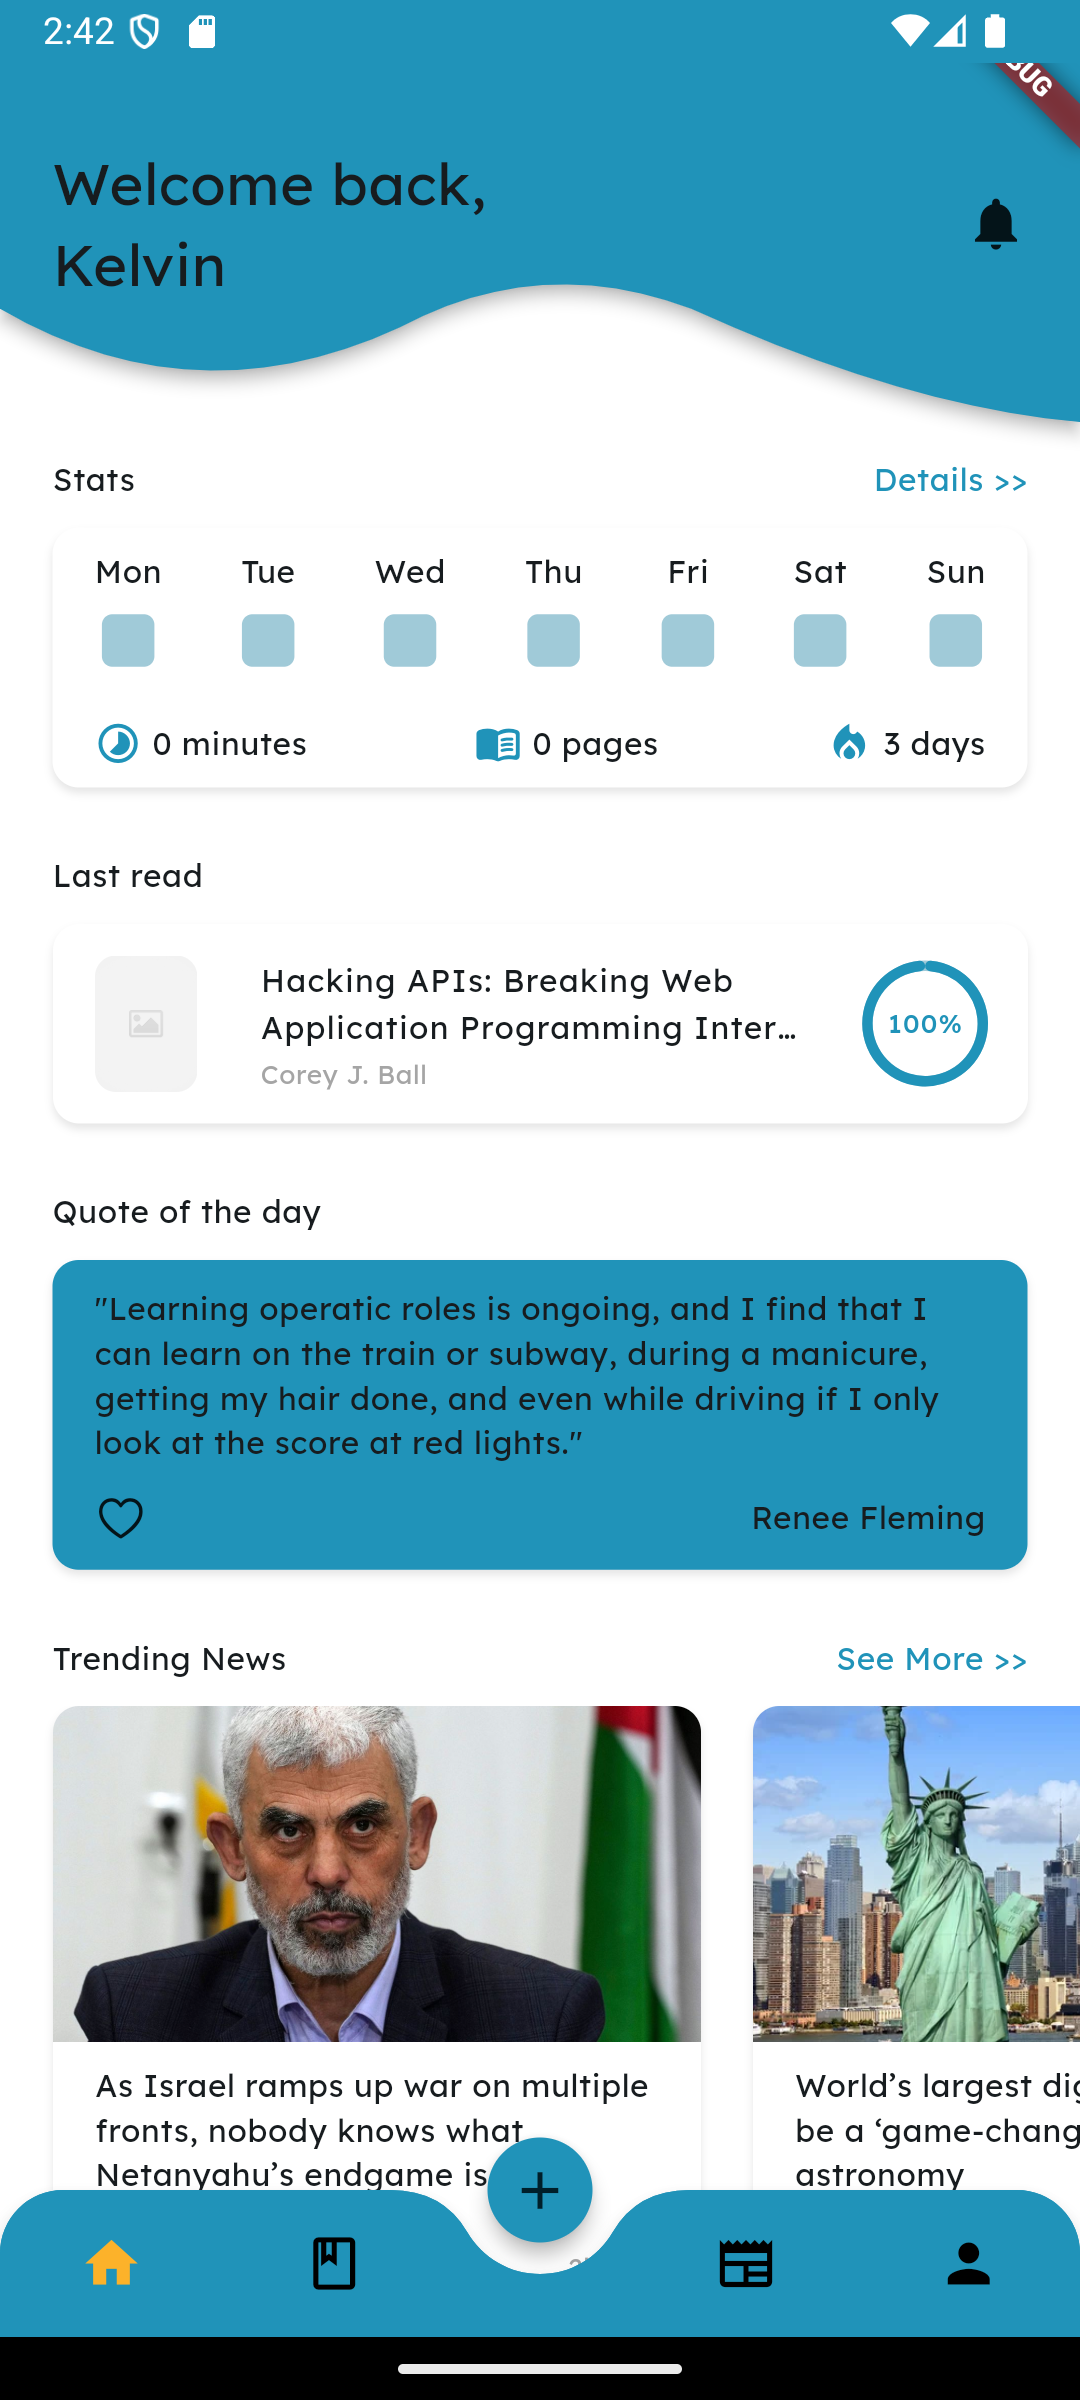 2:42
BUG
Welcome back,
Kelvin
Stats
Details >>
Mon Tue Wed Thu Fri Sat Sun
0 minutes 0 pages 3 days
Last read
Hacking APIs: Breaking Web
Application Programming Inter...
Corey J. Ball
100%
Quote of the day
"Learning operatic roles is ongoing, and I find that I
can learn on the train or subway, during a manicure,
getting my hair done, and even while driving if I only
look at the score at red lights."
Renee Fleming
Trending News
See More >>
As Israel ramps up war on multiple
fronts, nobody knows what
Netanyahu’s endgame is
World’s largest dig
be a ‘game-chang
astronomy